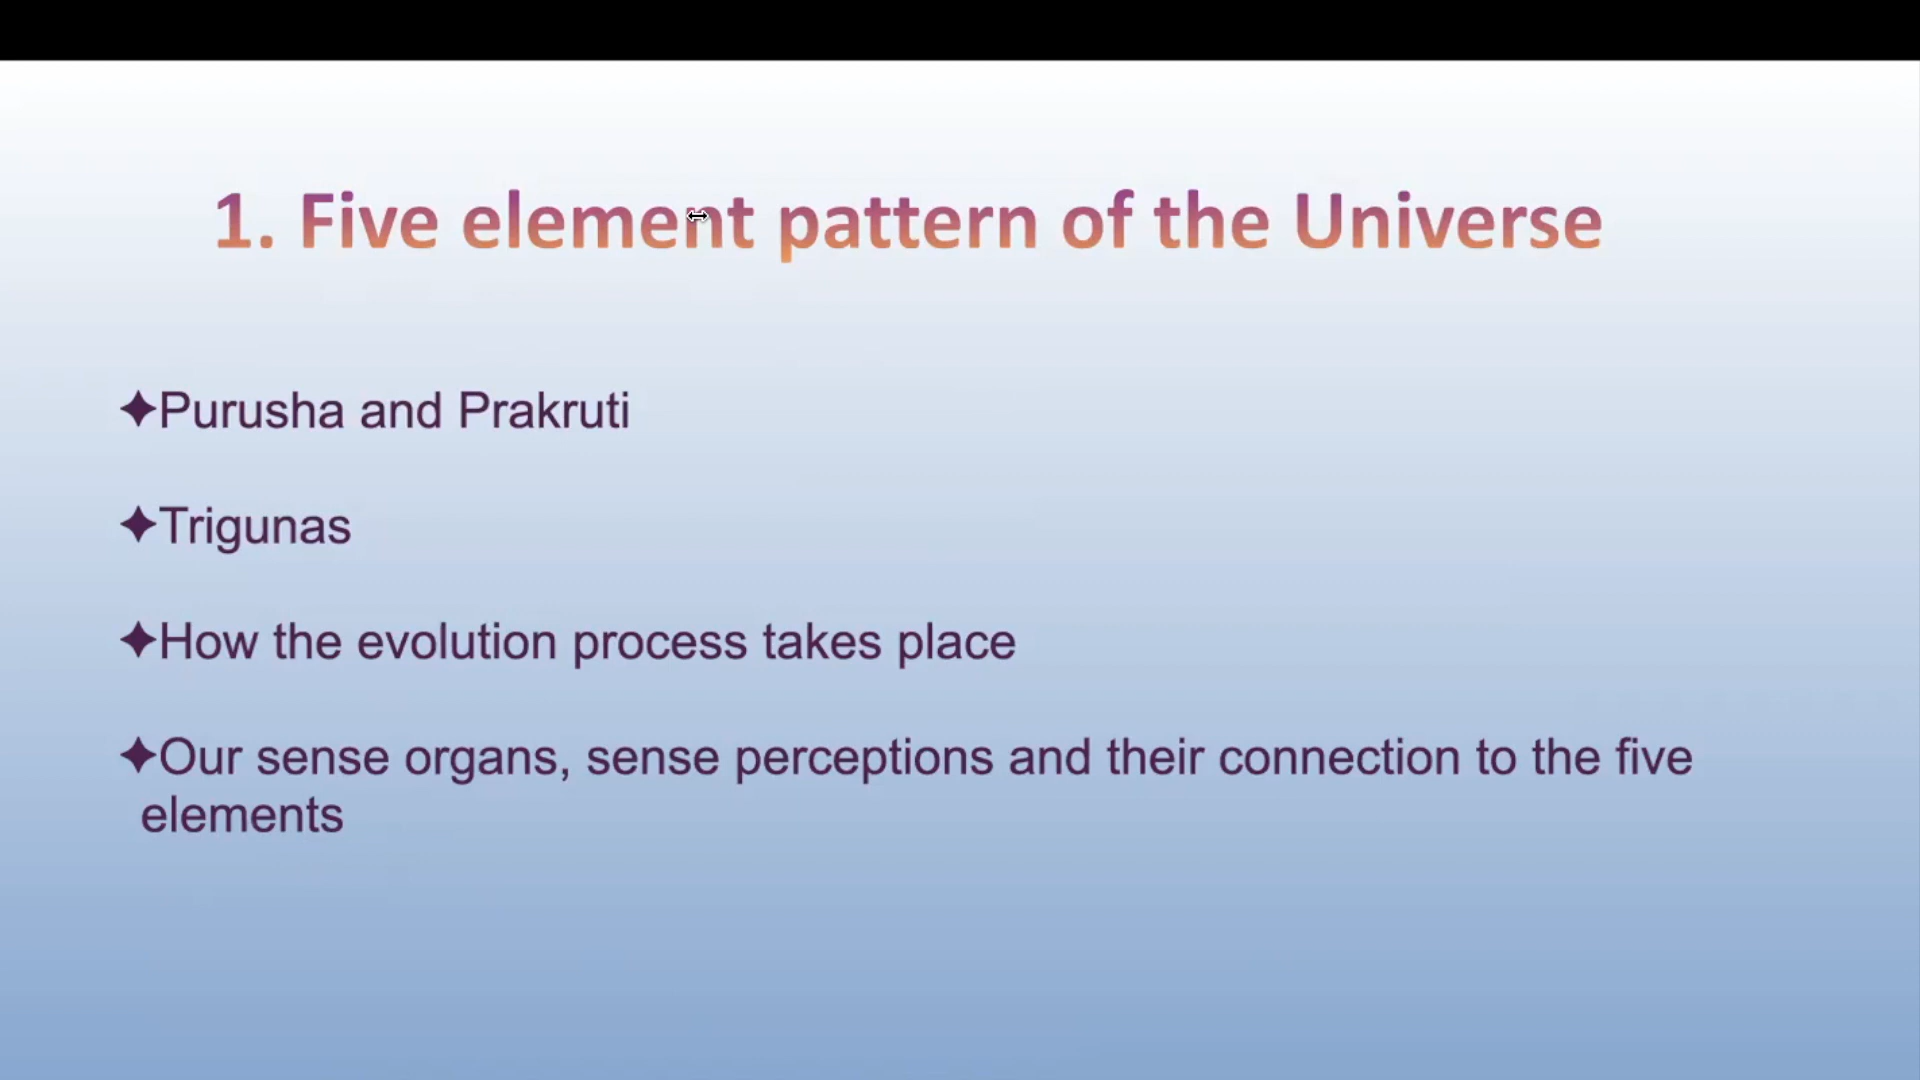 1. Five element pattern of the Universe
✦Purusha and Prakruti
✦Trigunas
✦How the evolution process takes place
✦Our sense organs, sense perceptions and their connection to the five
elements